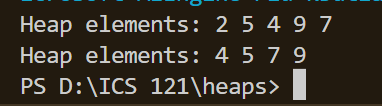 Heap elements: 2 5 4 9 7
Heap elements: 4 5 7 9
PS D:\ICS 121\heaps>